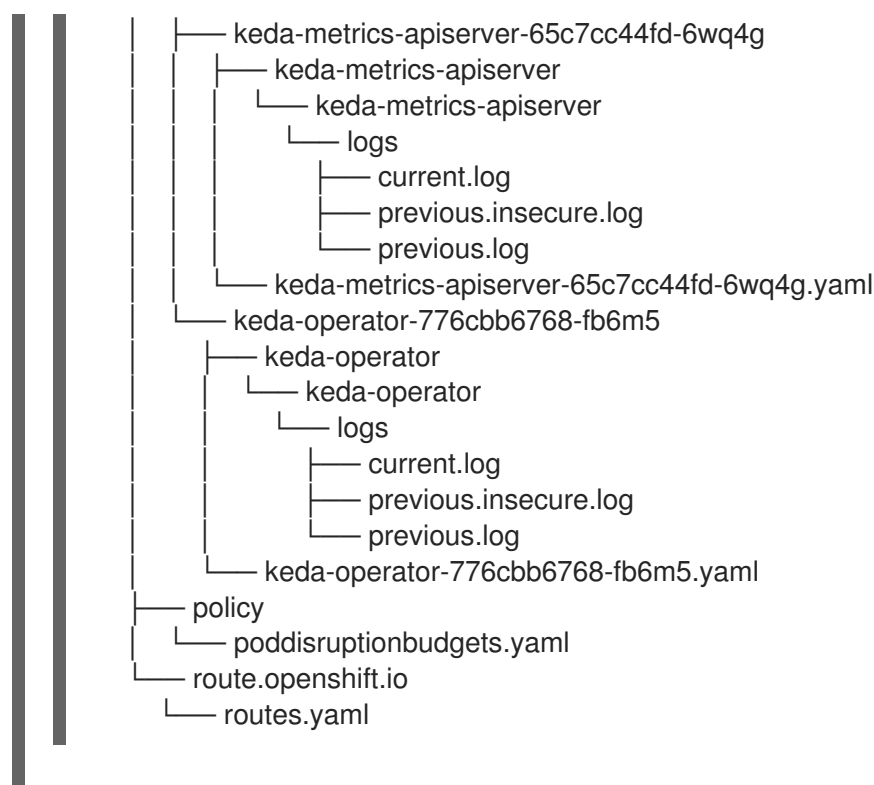 │   ├── keda-metrics-apiserver-65c7cc44fd-6wq4g
│   │   ├── keda-metrics-apiserver
│   │   │   └── keda-metrics-apiserver
│   │   │       └── logs
│   │   │           ├── current.log
│   │   │           ├── previous.insecure.log
│   │   │           └── previous.log
│   │   └── keda-metrics-apiserver-65c7cc44fd-6wq4g.yaml
│   └── keda-operator-776cbb6768-fb6m5
│       ├── keda-operator
│       │   └── keda-operator
│       │       └── logs
│       │           ├── current.log
│       │           ├── previous.insecure.log
│       │           └── previous.log
│       └── keda-operator-776cbb6768-fb6m5.yaml
├── policy
│   └── poddisruptionbudgets.yaml
└── route.openshift.io
    └── routes.yaml